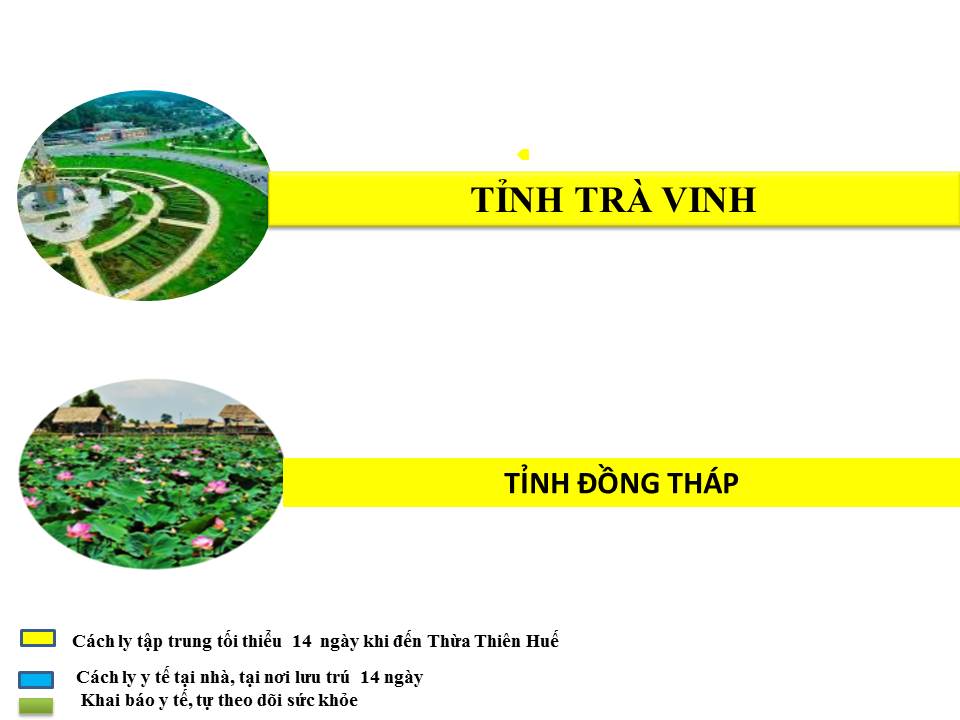 TỈNH TRÀ VINH
TỈNH ĐỒNG THÁP
Cách ly tập trung tối thiểu 14 ngày khi đến Thừa Thiên Huế
Cách ly y tế tại nhà, tại nơi lưu trú 14 ngày
Khai báo y tế, tự theo dõi sức khỏe